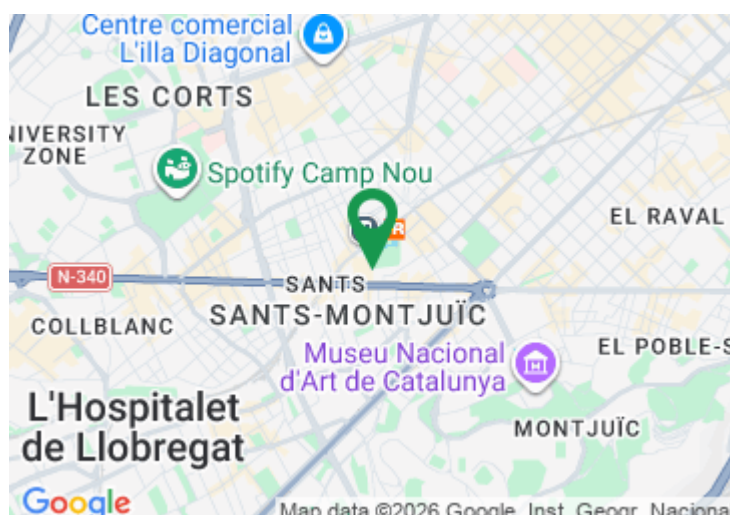 Centre comercial
L'illa Diagonal
LES CORTS
NIVERSITY
ZONE
Spotify Camp Nou
R
EL RAVAL
N-340
SANTS
COLLBLANC
SANTS-MONTJUÏC
Museu Nacional
d'Art de Catalunya
EL POBLE-S
L'Hospitalet
de Llobregat
MONTJUÏC
Google
Map data ©2026 Google, Inst. Geogr. Naciona